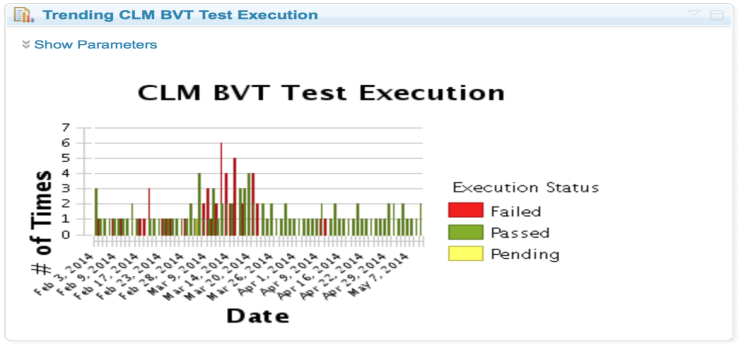 Trending CLM BVT Test Execution
Show Parameters
CLM BVT Test Execution
7
6
5
4
3
2
1
0
# of Times
Feb 3, 2014
Feb 9, 2014
Feb 17, 2014
Feb 23, 2014
Feb 28, 2014
Mar 9, 2014
Mar 14, 2014
Mar 20, 2014
Mar 26, 2014
Apr 1, 2014
Apr 9, 2014
Apr 16, 2014
Apr 22, 2014
Apr 29, 2014
May 7, 2014
Date
Execution Status
Failed
Passed
Pending